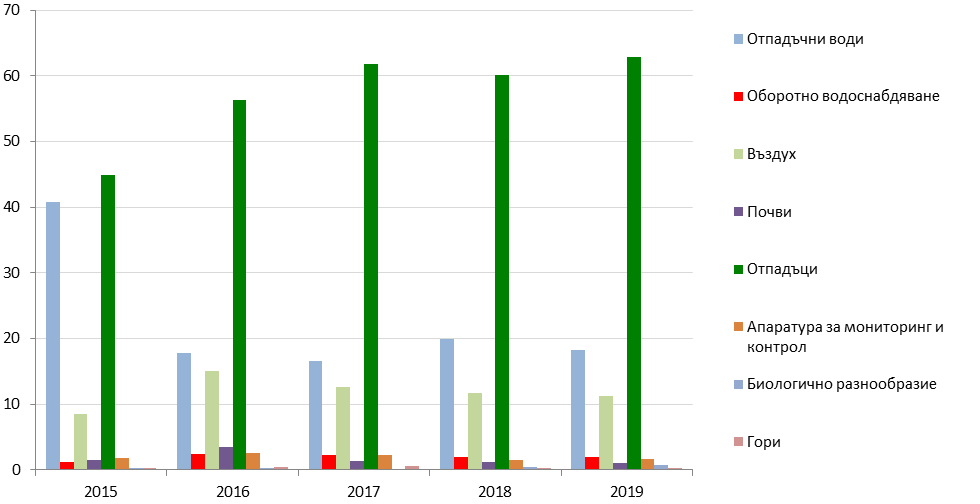 70
60
50
40
30
20
10
0
2015 2016 2017 2018 2019
Отпадъчни води
Оборотно водоснабдяване
Въздух
Почви
Отпадъци
Апаратура за мониторинг и
контрол
Биологично разнообразие
Гори